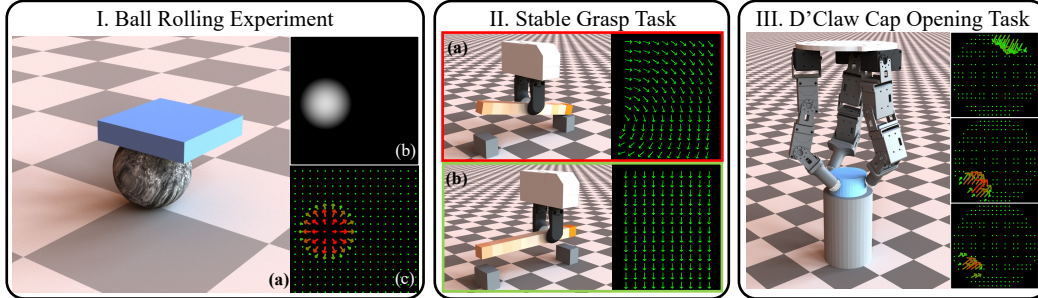 I. Ball Rolling Experiment
(b)
(a)
(c)
II. Stable Grasp Task
(a)
(b)
III. D'Claw Cap Opening Task